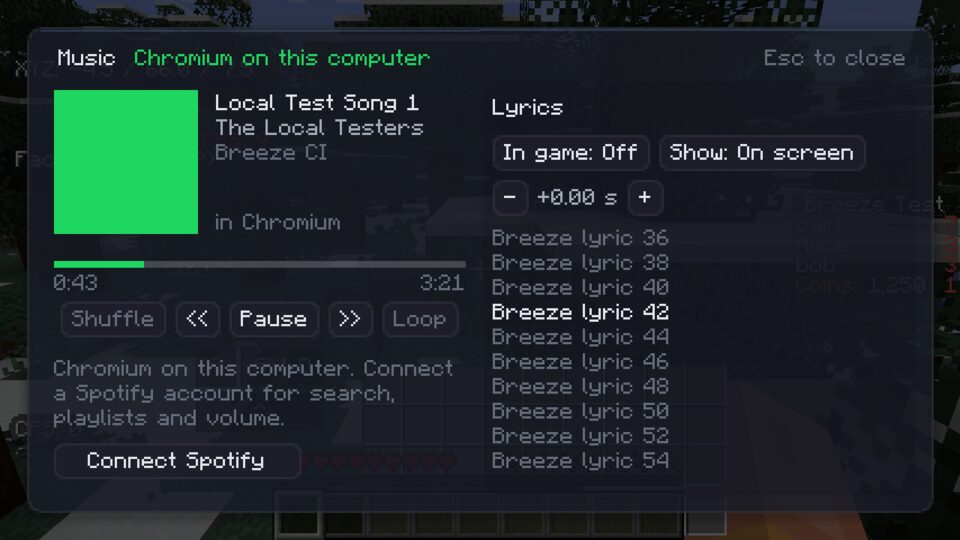 Music Chromium on this computer
Esc to close
Local Test Song 1
The Local Testers
Breeze CI
in Chromium
0:43
3:21
Shuffle
<<
Pause
>>
Loop
Chromium on this computer. Connect
a Spotify account for search,
playlists and volume.
Connect Spotify
Lyrics
In game: Off
Show: On screen
-
+0.00 s
+
Breeze lyric 36
Breeze lyric 38
Breeze lyric 40
Breeze lyric 42
Breeze lyric 44
Breeze lyric 46
Breeze lyric 48
Breeze lyric 50
Breeze lyric 52
Breeze lyric 54
Breeze Test
carl
alice
bob
Coins: 1,250